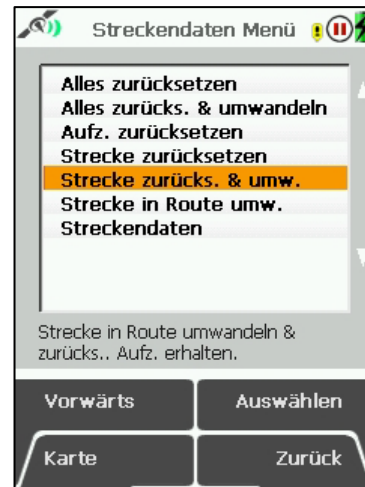 Streckendaten Menü
Alles zurücksetzen
Alles zurücks. & umwandeln
Aufz. zurücksetzen
Strecke zurücksetzen
Strecke zurücks. & umw.
Strecke in Route umw.
Streckendaten
Strecke in Route umwandeln &
zurücks.. Aufz. erhalten.
Vorwärts
Auswählen
Karte
Zurück